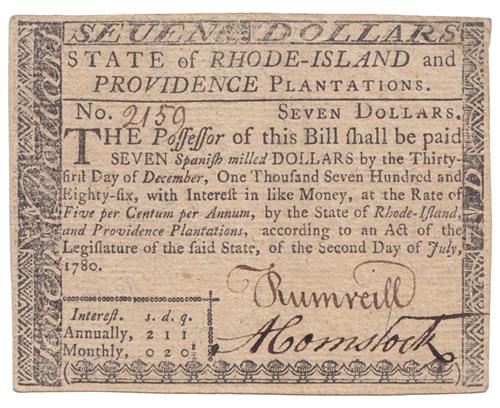 SEVEN DOLLARS
STATE of RHODE-ISLAND and
PROVIDENCE PLANTATIONS.
No. 2159 SEVEN DOLLARS.
THE Poſſeſſor of this Bill ſhall be paid
SEVEN Spaniſh milled DOLLARS by the Thirty-
firſt Day of December, One Thouſand Seven Hundred and
Eighty-ſix, with Intereſt in like Money, at the Rate of
Five per Centum per Annum, by the State of Rhode-Iſland,
and Providence Plantations, according to an Act of the
Legiſlature of the ſaid State, of the Second Day of July,
1780.
Rumreill
A Comstock
Intereſt. s. d. q.
Annually, 2 1 1
Monthly, 0 2 0